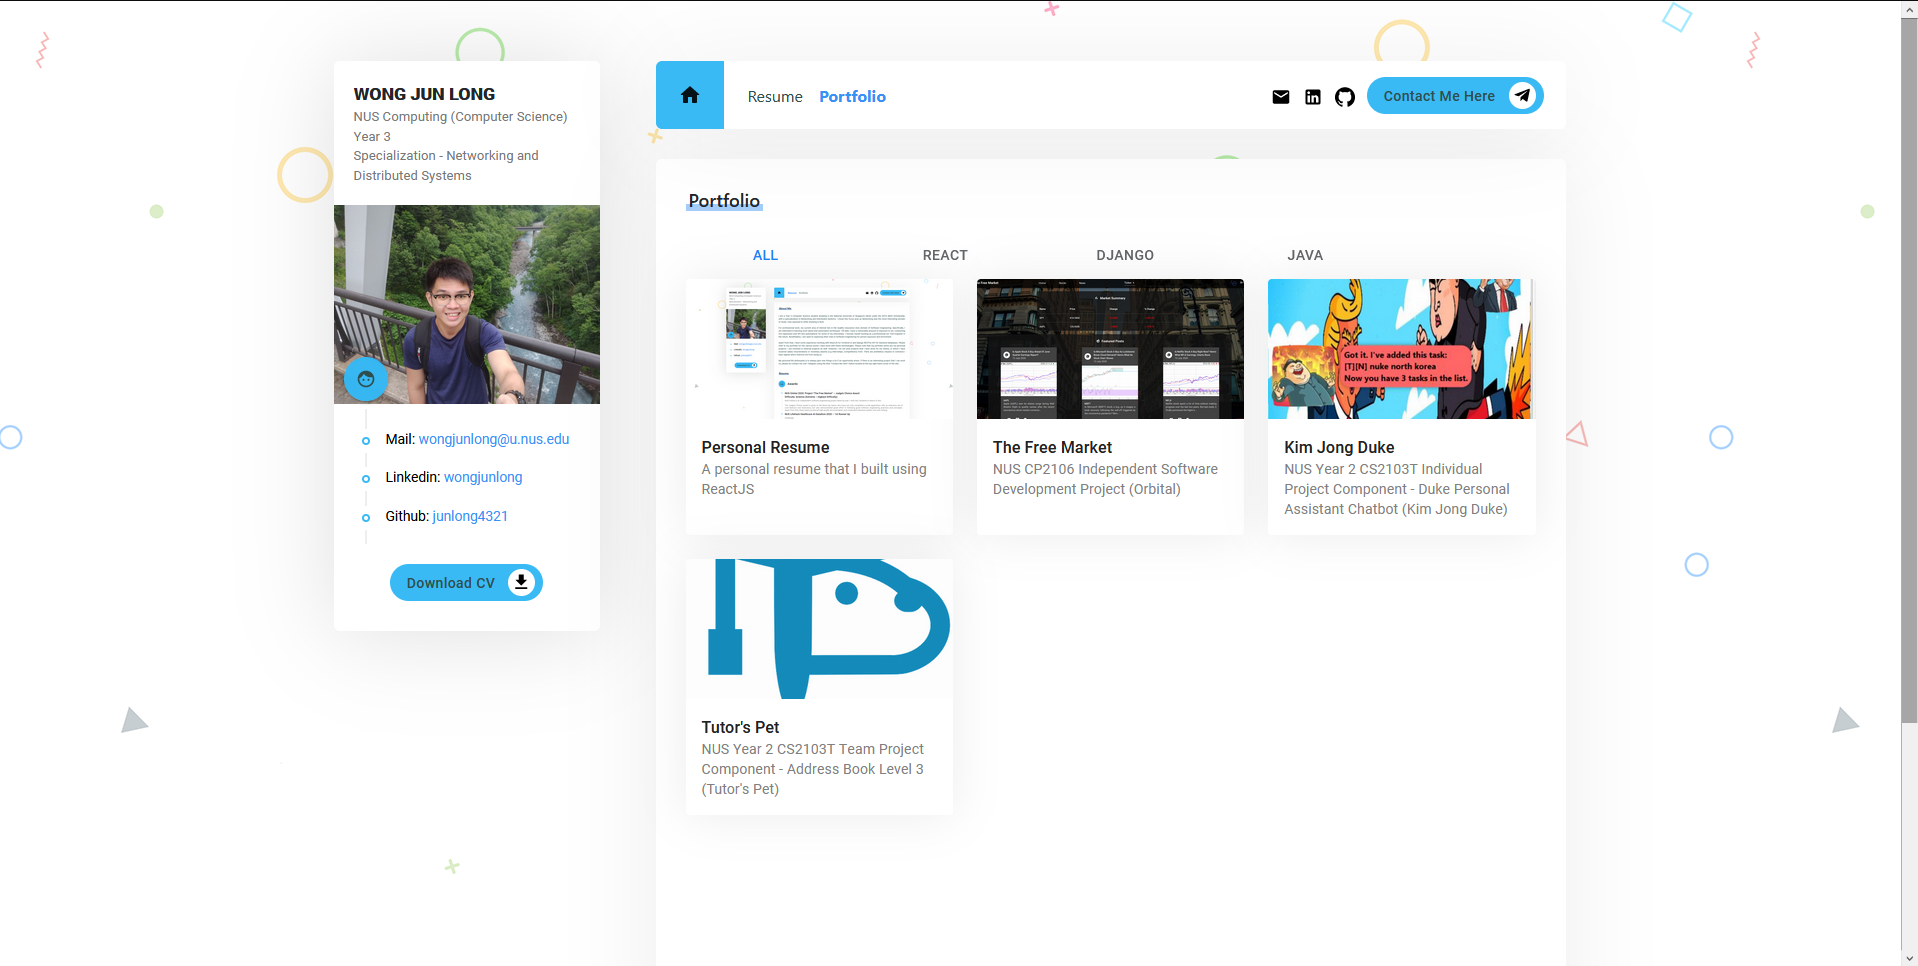 WONG JUN LONG
NUS Computing (Computer Science)
Year 3
Specialization - Networking and
Distributed Systems
Mail: wongjunlong@u.nus.edu
Linkedin: wongjunlong
Github: junlong4321
Download CV
Resume
Portfolio
Contact Me Here
Portfolio
ALL
REACT
DJANGO
JAVA
Personal Resume
A personal resume that I built using
ReactJS
Market Summary
Featured Posts
The Free Market
NUS CP2106 Independent Software
Development Project (Orbital)
Got it. I've added this task:
[T][N] nuke north korea
Now you have 3 tasks in the list.
Kim Jong Duke
NUS Year 2 CS2103T Individual
Project Component - Duke Personal
Assistant Chatbot (Kim Jong Duke)
Tutor's Pet
NUS Year 2 CS2103T Team Project
Component - Address Book Level 3
(Tutor's Pet)